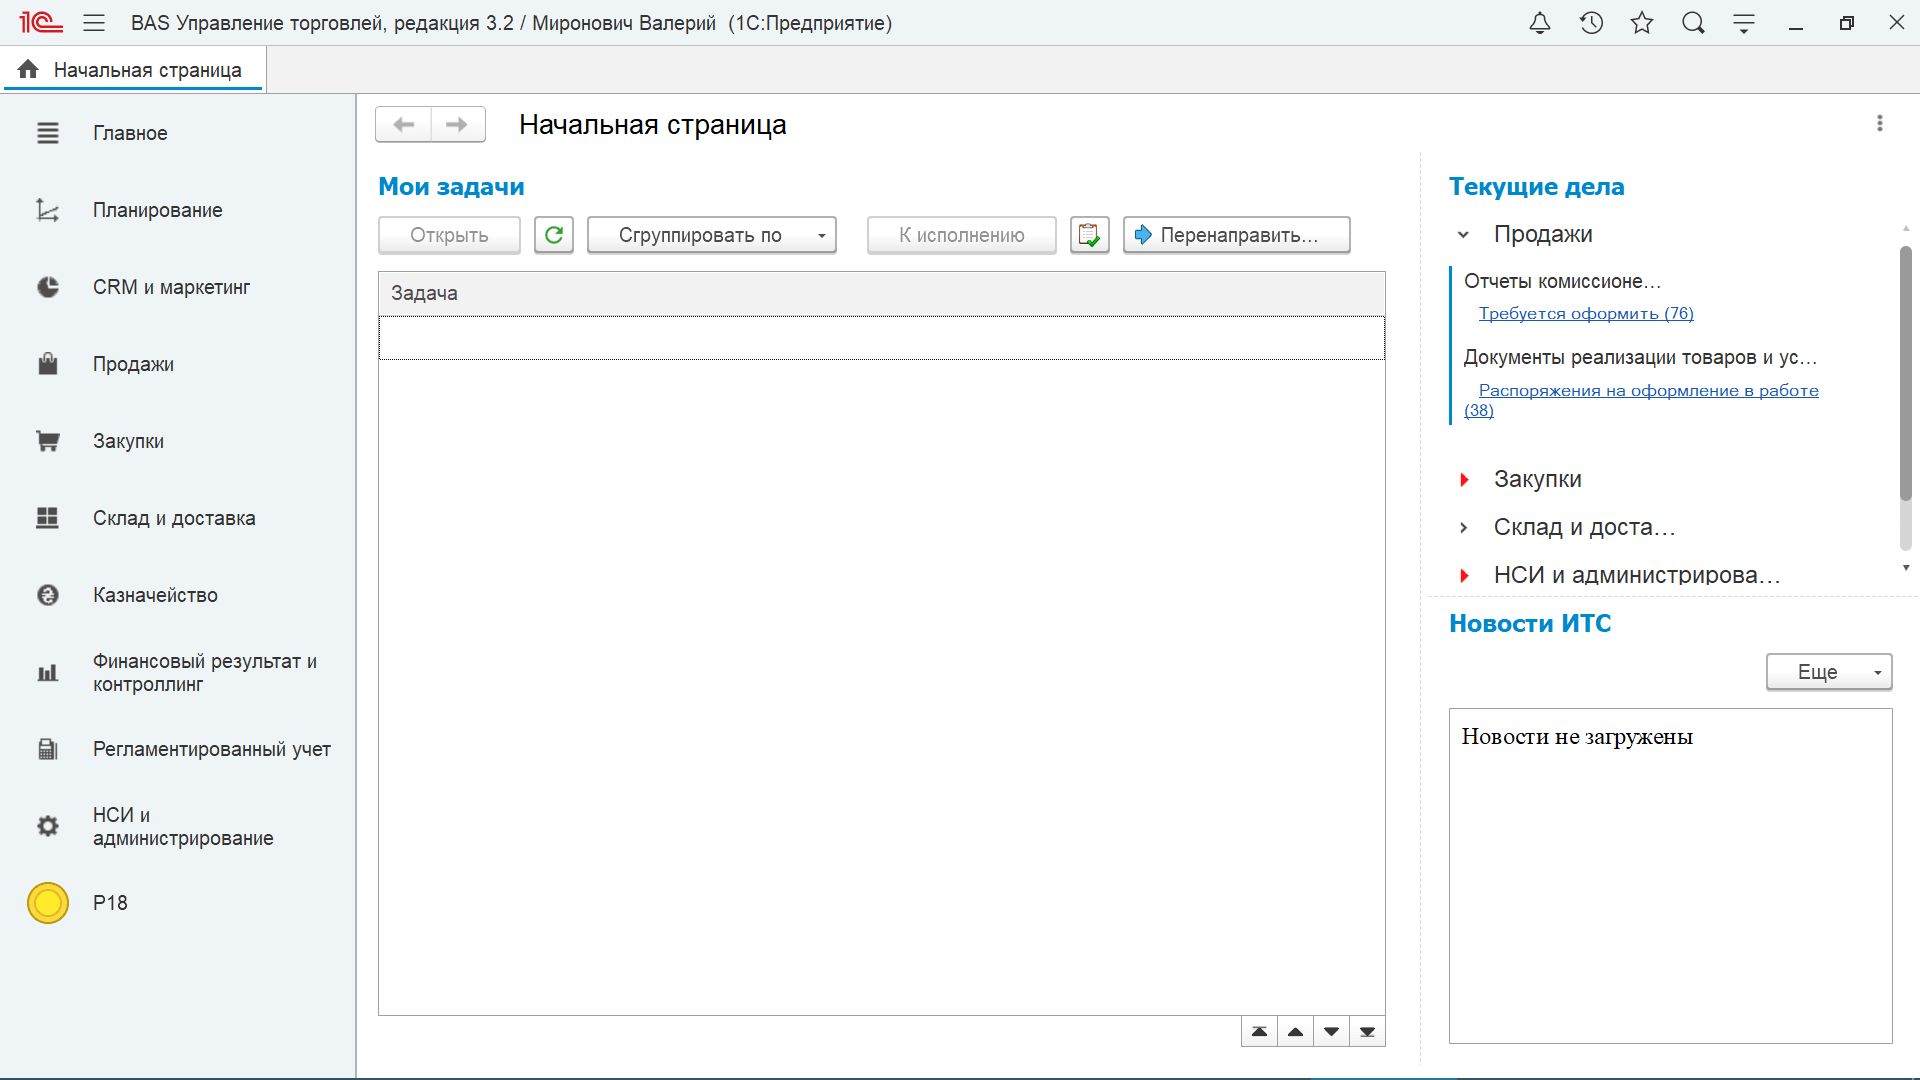 1С BAS Управление торговлей, редакция 3.2 / Миронович Валерий (1С:Предприятие)
Начальная страница
Главное
Планирование
CRM и маркетинг
Продажи
Закупки
Склад и доставка
Казначейство
Финансовый результат и
контроллинг
Регламентированный учет
НСИ и
администрирование
Р18
Начальная страница
Мои задачи
Открыть
Сгруппировать по
К исполнению
Перенаправить...
Задача
Текущие дела
Продажи
Отчеты комиссионе...
Требуется оформить (76)
Документы реализации товаров и ус...
Распоряжения на оформление в работе
(38)
Закупки
Склад и доста...
НСИ и администрирова...
Новости ИТС
Еще
Новости не загружены